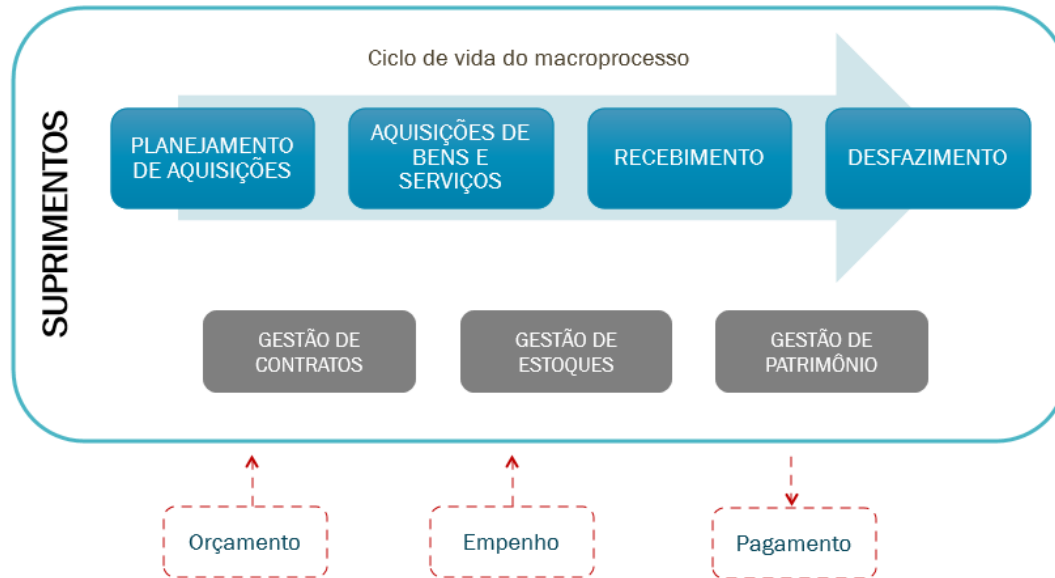 SUPRIMENTOS
Ciclo de vida do macroprocesso
PLANEJAMENTO
DE AQUISIÇÕES
AQUISIÇÕES DE
BENS E
SERVIÇOS
RECEBIMENTO
DESFAZIMENTO
GESTÃO DE
CONTRATOS
GESTÃO DE
ESTOQUES
GESTÃO DE
PATRIMÔNIO
Orçamento
Empenho
Pagamento